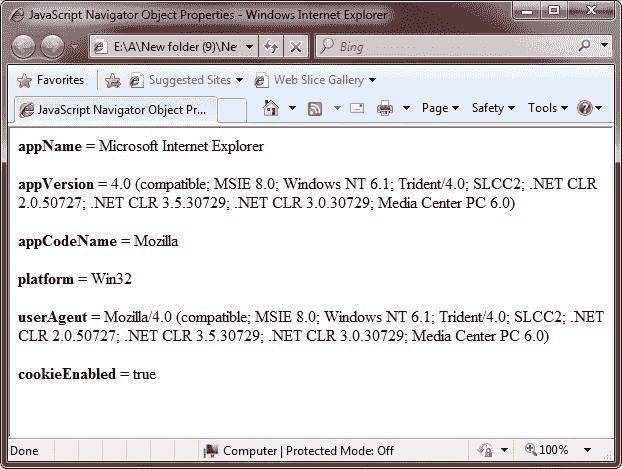 JavaScript Navigator Object Properties - Windows Internet Explorer
E:\A\New folder (9)\Ne
Bing
Favorites Suggested Sites Web Slice Gallery
JavaScript Navigator Object Pr... Page Safety Tools
appName = Microsoft Internet Explorer
appVersion = 4.0 (compatible; MSIE 8.0; Windows NT 6.1; Trident/4.0; SLCC2; .NET CLR
2.0.50727; .NET CLR 3.5.30729; .NET CLR 3.0.30729; Media Center PC 6.0)
appCodeName = Mozilla
platform = Win32
userAgent = Mozilla/4.0 (compatible; MSIE 8.0; Windows NT 6.1; Trident/4.0; SLCC2; .NET
CLR 2.0.50727; .NET CLR 3.5.30729; .NET CLR 3.0.30729; Media Center PC 6.0)
cookieEnabled = true
Done Computer | Protected Mode: Off 100%